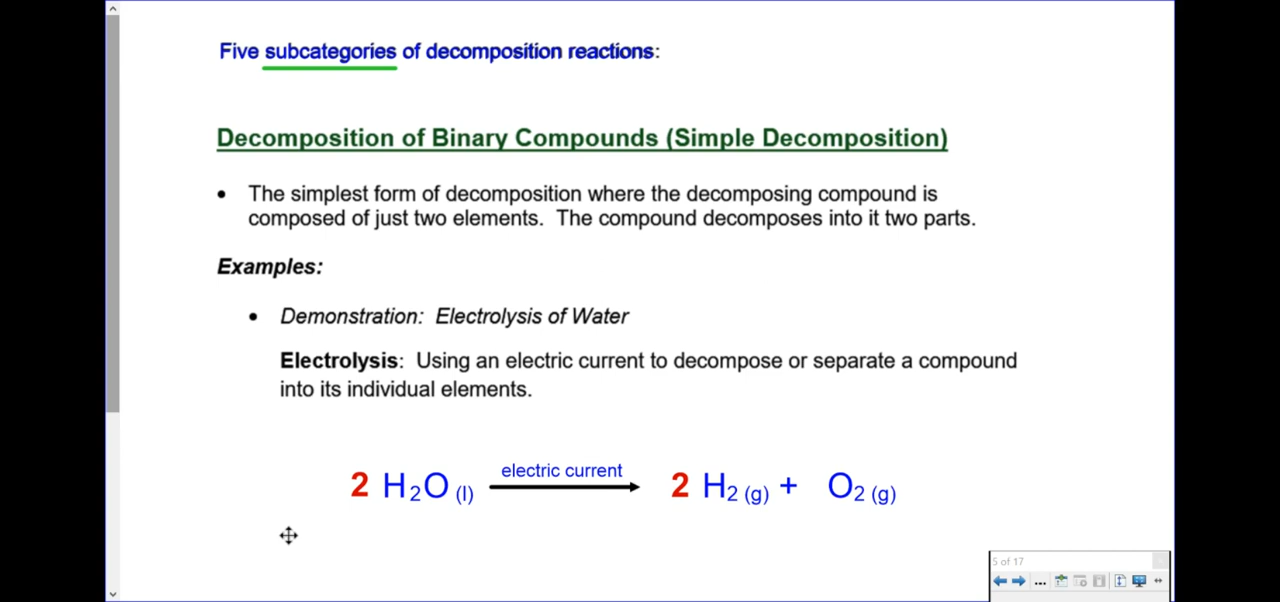 Five subcategories of decomposition reactions:
Decomposition of Binary Compounds (Simple Decomposition)
• The simplest form of decomposition where the decomposing compound is
composed of just two elements. The compound decomposes into it two parts.
Examples:
• Demonstration: Electrolysis of Water
Electrolysis: Using an electric current to decompose or separate a compound
into its individual elements.
electric current
2 H₂O (l) → 2 H₂ (g) + O₂ (g)
5 of 17